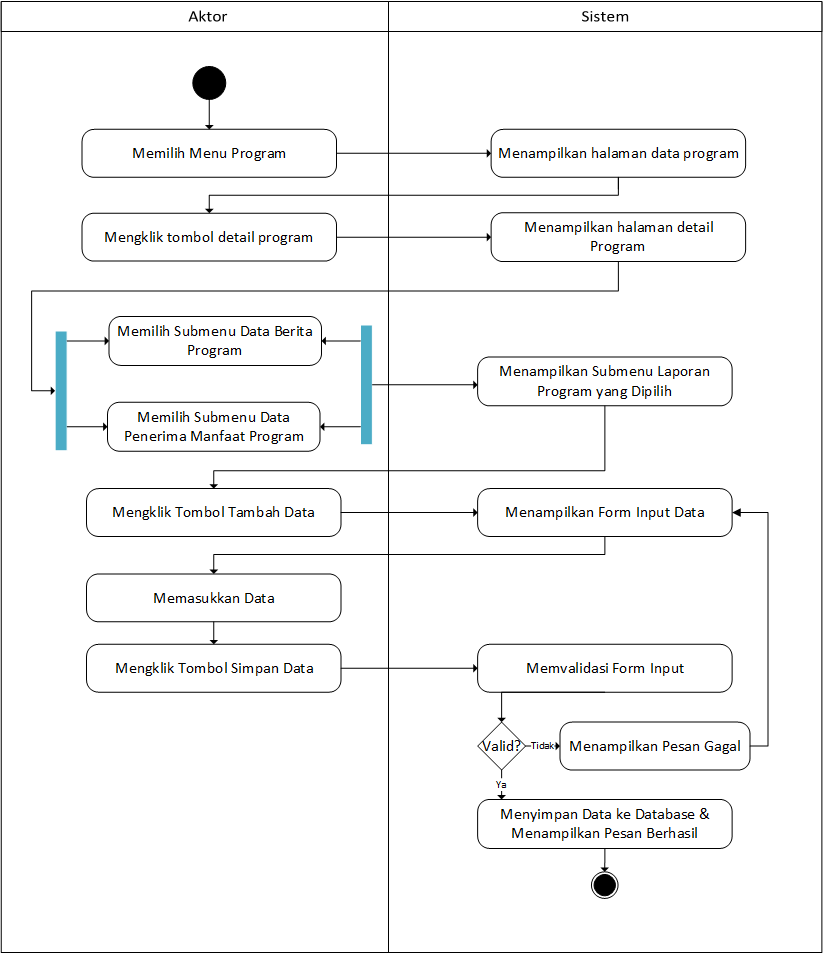 Aktor
Sistem
Memilih Menu Program
Menampilkan halaman data program
Mengklik tombol detail program
Menampilkan halaman detail
Program
Memilih Submenu Data Berita
Program
Menampilkan Submenu Laporan
Program yang Dipilih
Memilih Submenu Data
Penerima Manfaat Program
Mengklik Tombol Tambah Data
Menampilkan Form Input Data
Memasukkan Data
Mengklik Tombol Simpan Data
Memvalidasi Form Input
Valid?
Tidak
Menampilkan Pesan Gagal
Ya
Menyimpan Data ke Database &
Menampilkan Pesan Berhasil